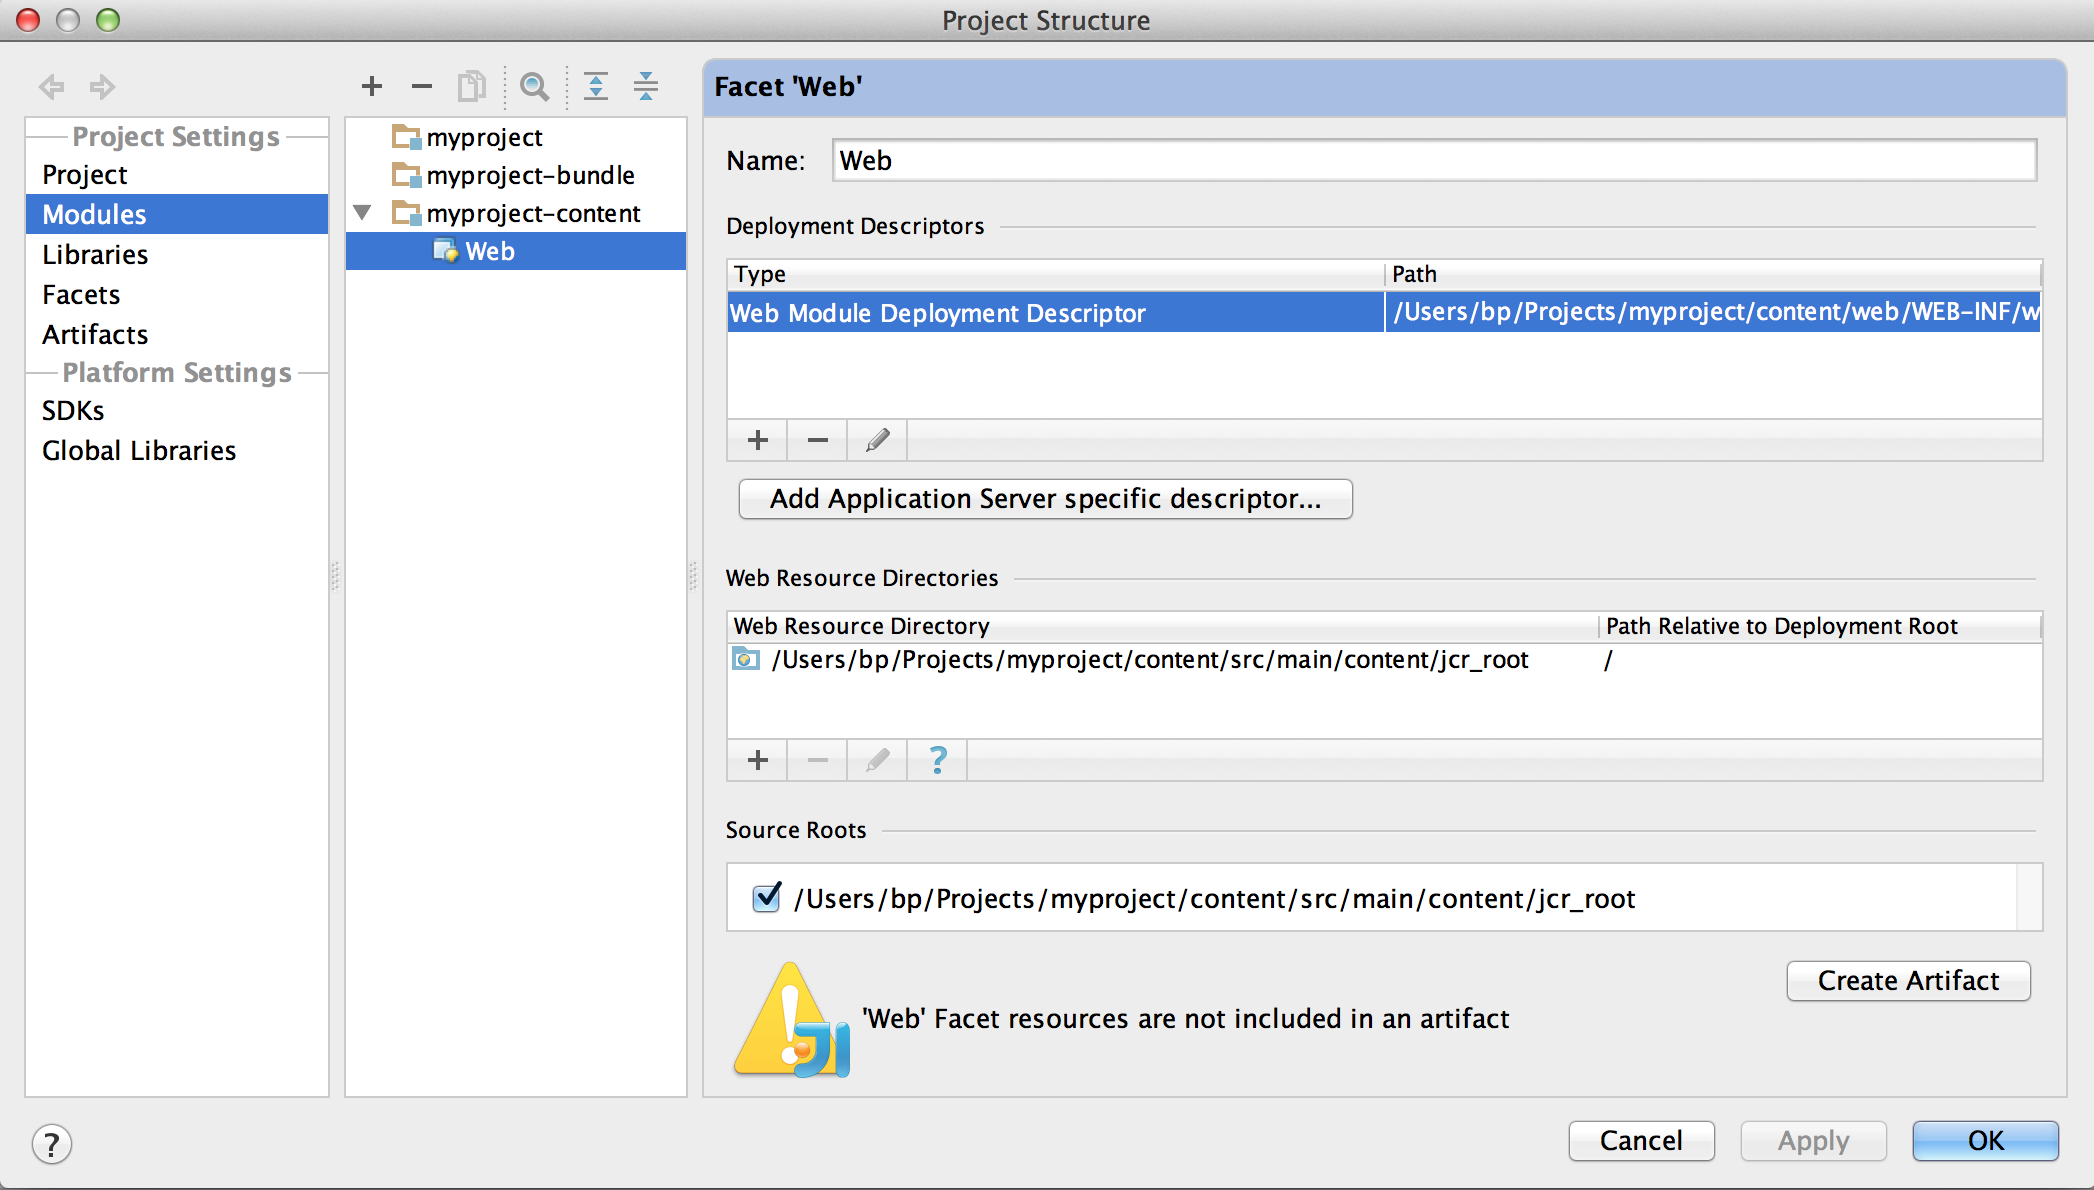 Project Structure
Project Settings
Project
Modules
Libraries
Facets
Artifacts
Platform Settings
SDKs
Global Libraries
myproject
myproject-bundle
myproject-content
Web
Facet 'Web'
Name: Web
Deployment Descriptors
Type Path
Web Module Deployment Descriptor /Users/bp/Projects/myproject/content/web/WEB-INF/w
Add Application Server specific descriptor...
Web Resource Directories
Web Resource Directory Path Relative to Deployment Root
/Users/bp/Projects/myproject/content/src/main/content/jcr_root /
?
Source Roots
/Users/bp/Projects/myproject/content/src/main/content/jcr_root
Create Artifact
'Web' Facet resources are not included in an artifact
? Cancel Apply OK